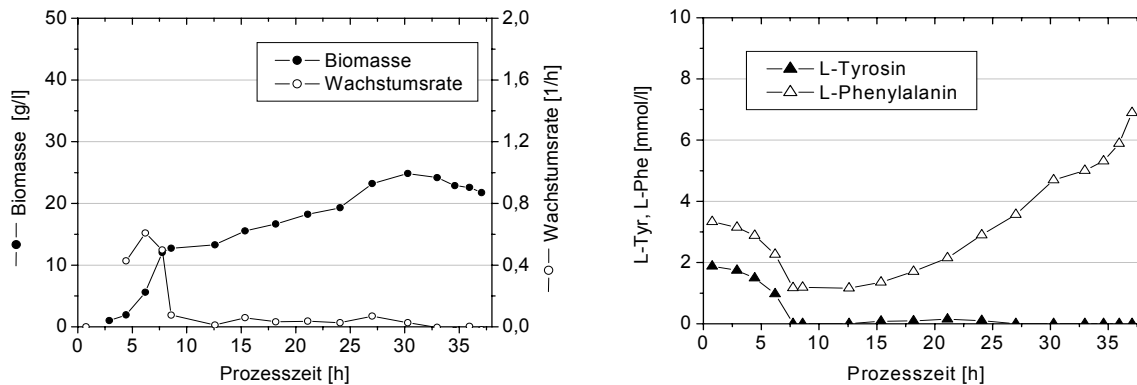 50
40
30
20
10
0
0 5 10 15 20 25 30 35
Prozesszeit [h]
Biomasse [g/l]
2,0
1,6
1,2
0,8
0,4
0,0
Wachstumsrate [1/h]
Biomasse
Wachstumsrate
10
8
6
4
2
0
0 5 10 15 20 25 30 35
Prozesszeit [h]
L-Tyr, L-Phe [mmol/l]
L-Tyrosin
L-Phenylalanin